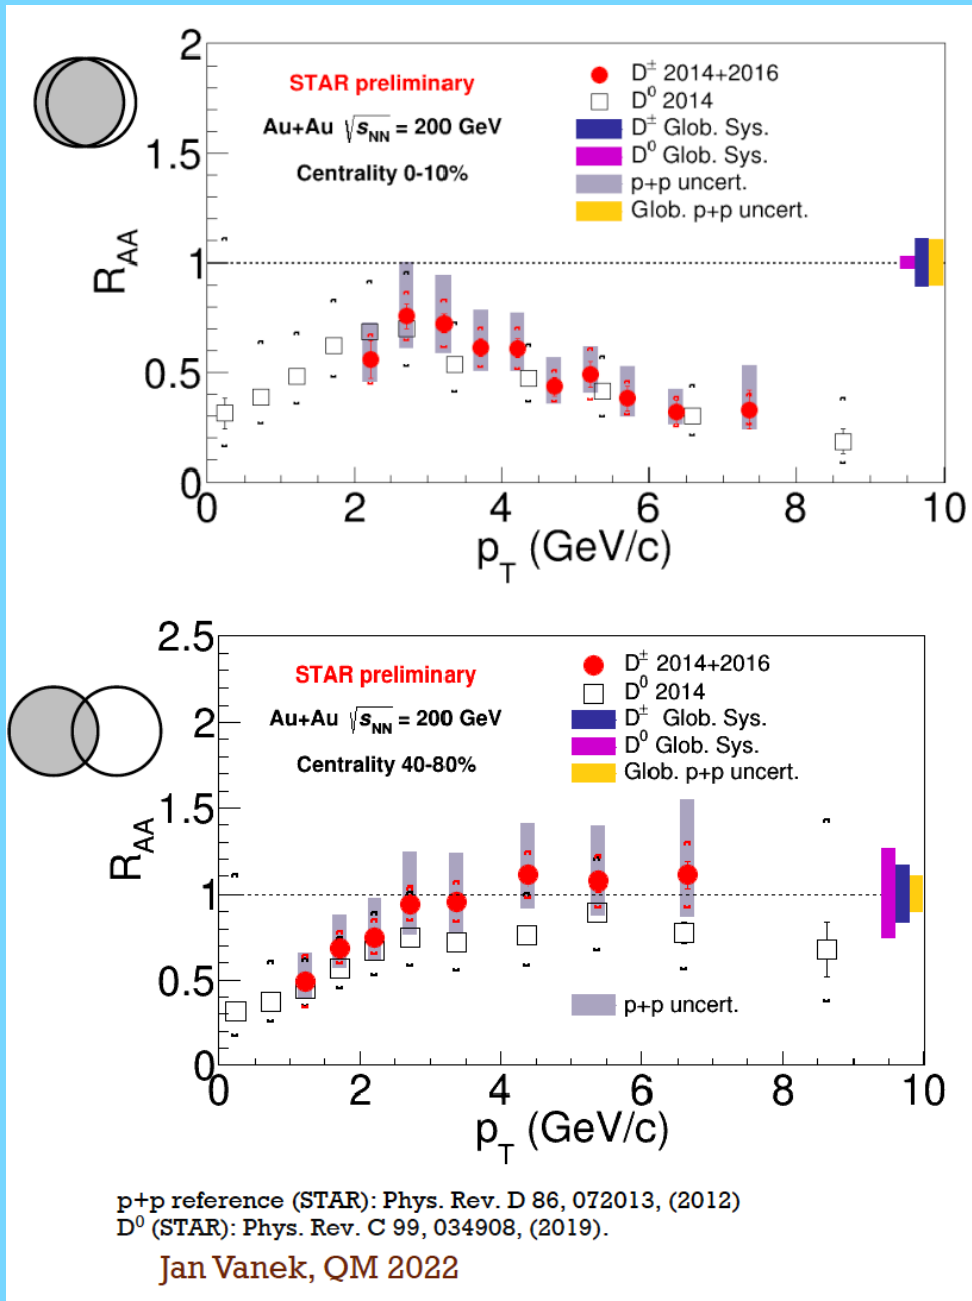 2
STAR preliminary
D± 2014+2016
D⁰ 2014
Au+Au √sNN = 200 GeV
D± Glob. Sys.
1.5
D⁰ Glob. Sys.
Centrality 0-10%
p+p uncert.
Glob. p+p uncert.
RAA
1
0.5
0
0 2 4 6 8 10
pT (GeV/c)
2.5
STAR preliminary
D± 2014+2016
D⁰ 2014
Au+Au √sNN = 200 GeV
D± Glob. Sys.
2
D⁰ Glob. Sys.
Centrality 40-80%
Glob. p+p uncert.
1.5
RAA
1
0.5
p+p uncert.
0
0 2 4 6 8 10
pT (GeV/c)
p+p reference (STAR): Phys. Rev. D 86, 072013, (2012)
D⁰ (STAR): Phys. Rev. C 99, 034908, (2019).
Jan Vanek, QM 2022